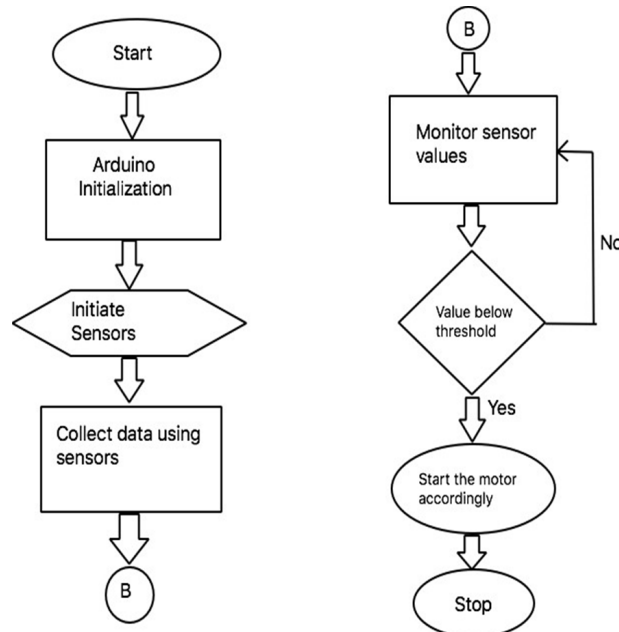 Start
Arduino
Initialization
Initiate
Sensors
Collect data using
sensors
B
B
Monitor sensor
values
No
Value below
threshold
Yes
Start the motor
accordingly
Stop